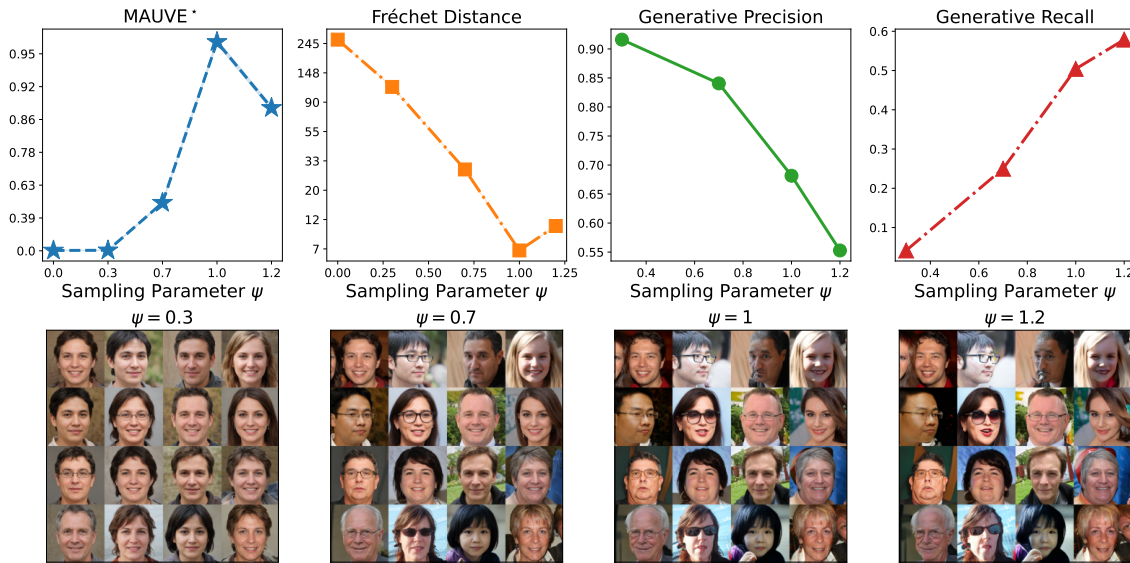 MAUVE *
0.95
0.92
0.86
0.78
0.63
0.39
0.0
0.0 0.3 0.7 1.0 1.2
Sampling Parameter ψ
Fréchet Distance
245
148
90
55
33
20
12
7
0.00 0.25 0.50 0.75 1.00 1.25
Sampling Parameter ψ
Generative Precision
0.90
0.85
0.80
0.75
0.70
0.65
0.60
0.55
0.4 0.6 0.8 1.0 1.2
Sampling Parameter ψ
Generative Recall
0.6
0.5
0.4
0.3
0.2
0.1
0.4 0.6 0.8 1.0 1.2
Sampling Parameter ψ
ψ = 0.3
ψ = 0.7
ψ = 1
ψ = 1.2